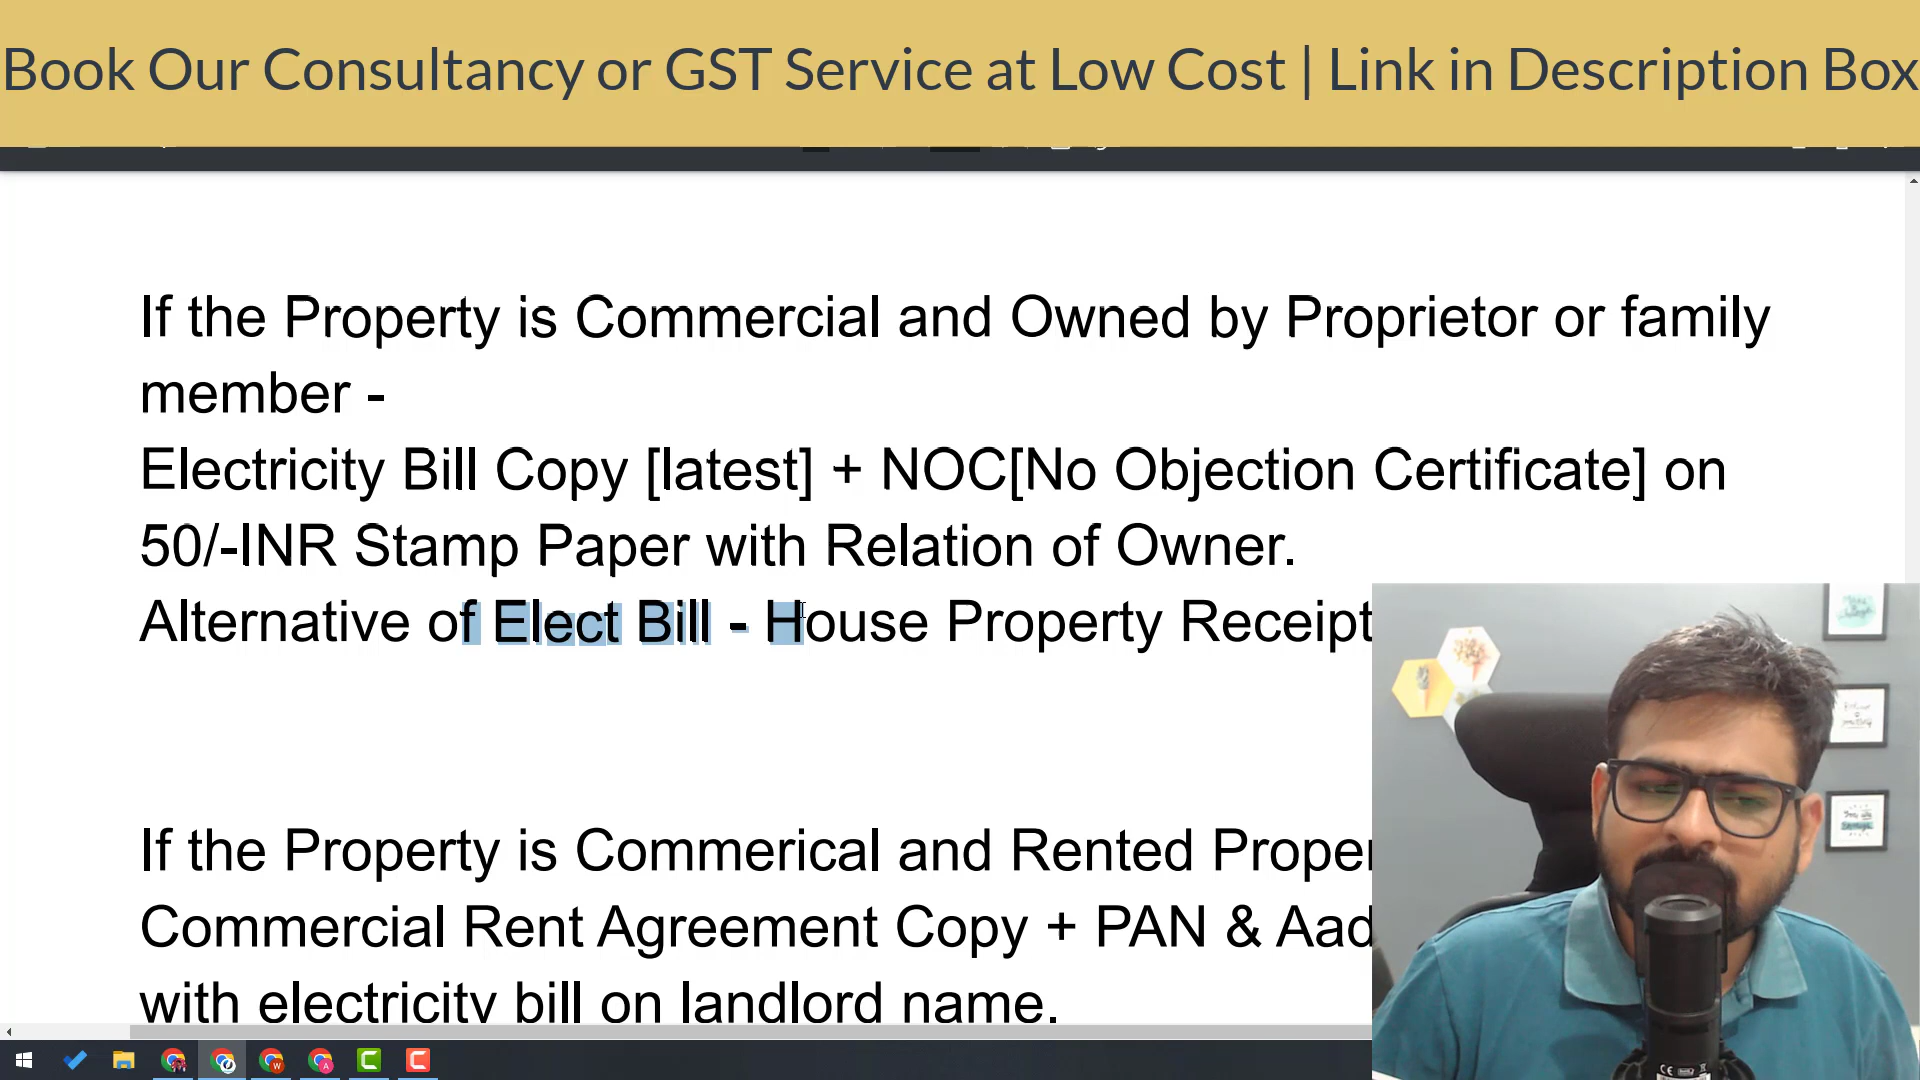 Book Our Consultancy or GST Service at Low Cost | Link in Description Box
If the Property is Commercial and Owned by Proprietor or family
member -
Electricity Bill Copy [latest] + NOC[No Objection Certificate] on
50/-INR Stamp Paper with Relation of Owner.
Alternative of Elect Bill - House Property Receipt
If the Property is Commerical and Rented
Commercial Rent Agreement Copy + PAN &
with electricity bill on landlord name.